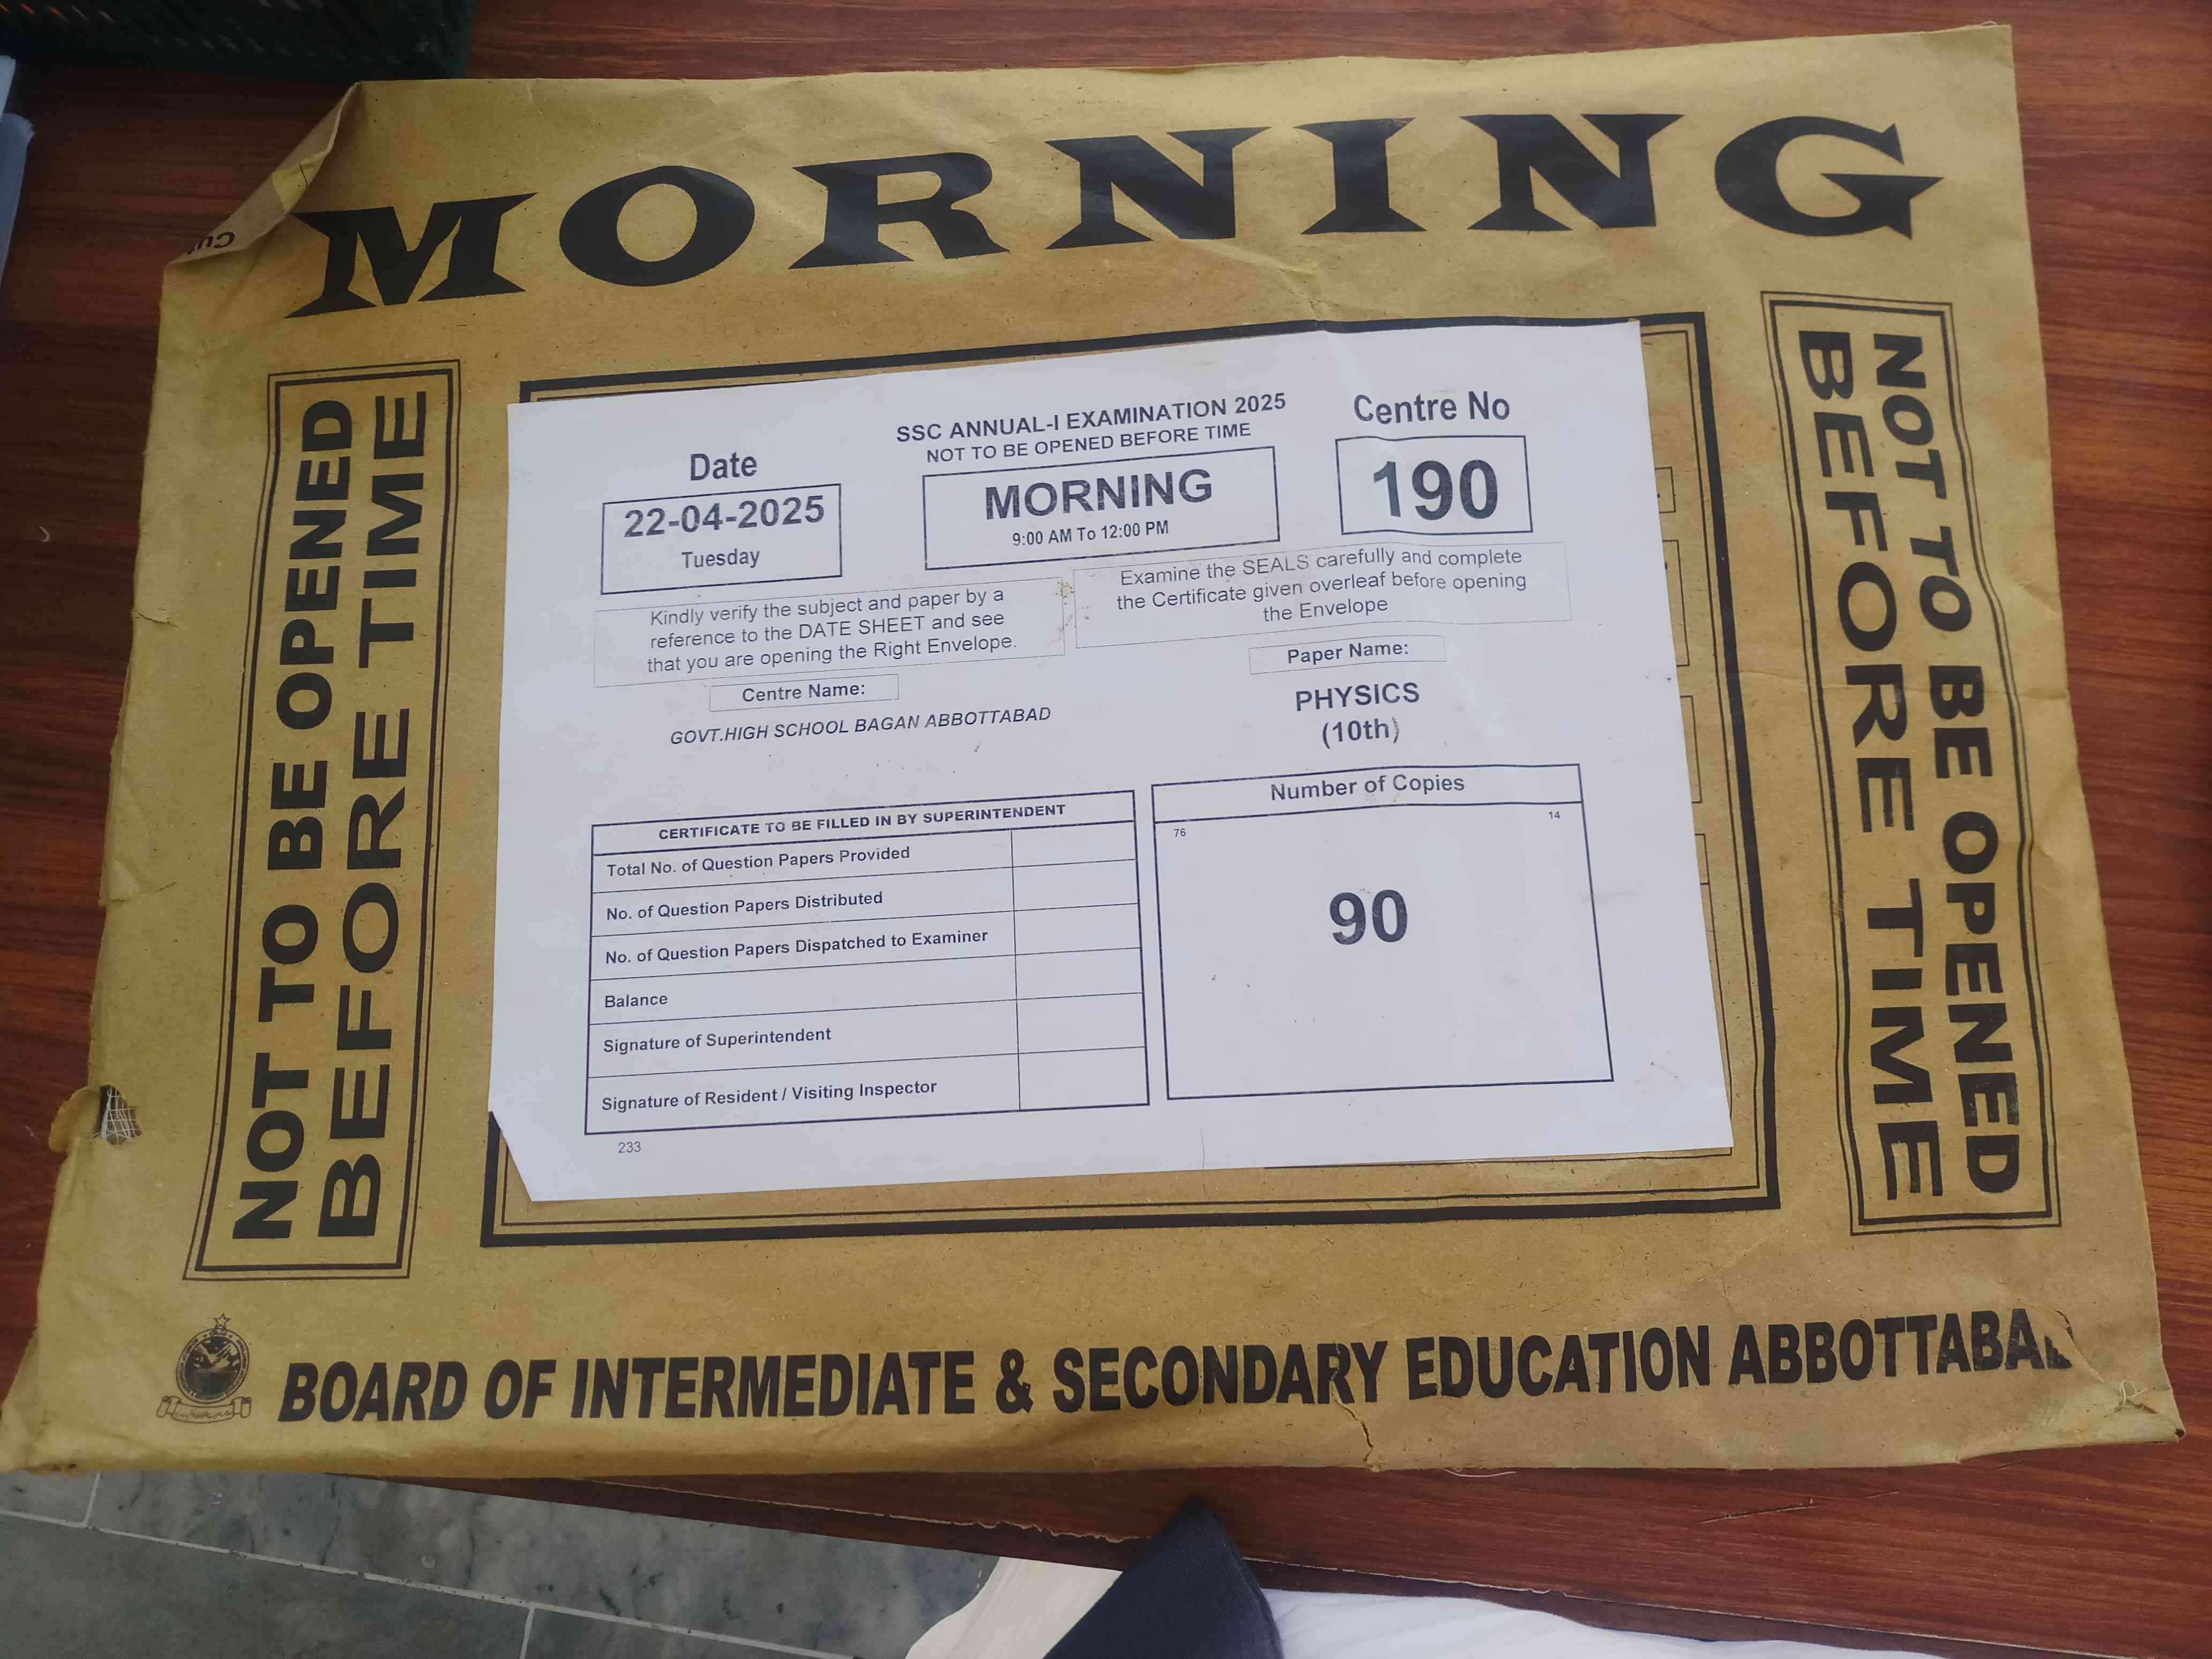 MORNING
NOT TO BE OPENED
BEFORE TIME
SSC ANNUAL-I EXAMINATION 2025
NOT TO BE OPENED BEFORE TIME
Date
22-04-2025
Tuesday
MORNING
9:00 AM To 12:00 PM
Centre No
190
Kindly verify the subject and paper by a
reference to the DATE SHEET and see
that you are opening the Right Envelope.
Examine the SEALS carefully and complete
the Certificate given overleaf before opening
the Envelope
Centre Name:
GOVT.HIGH SCHOOL BAGAN ABBOTTABAD
Paper Name:
PHYSICS
(10th)
CERTIFICATE TO BE FILLED IN BY SUPERINTENDENT
Total No. of Question Papers Provided
No. of Question Papers Distributed
No. of Question Papers Dispatched to Examiner
Balance
Signature of Superintendent
Signature of Resident / Visiting Inspector
233
Number of Copies
76 14
90
NOT TO BE OPENED
BEFORE TIME
BOARD OF INTERMEDIATE & SECONDARY EDUCATION ABBOTTABA